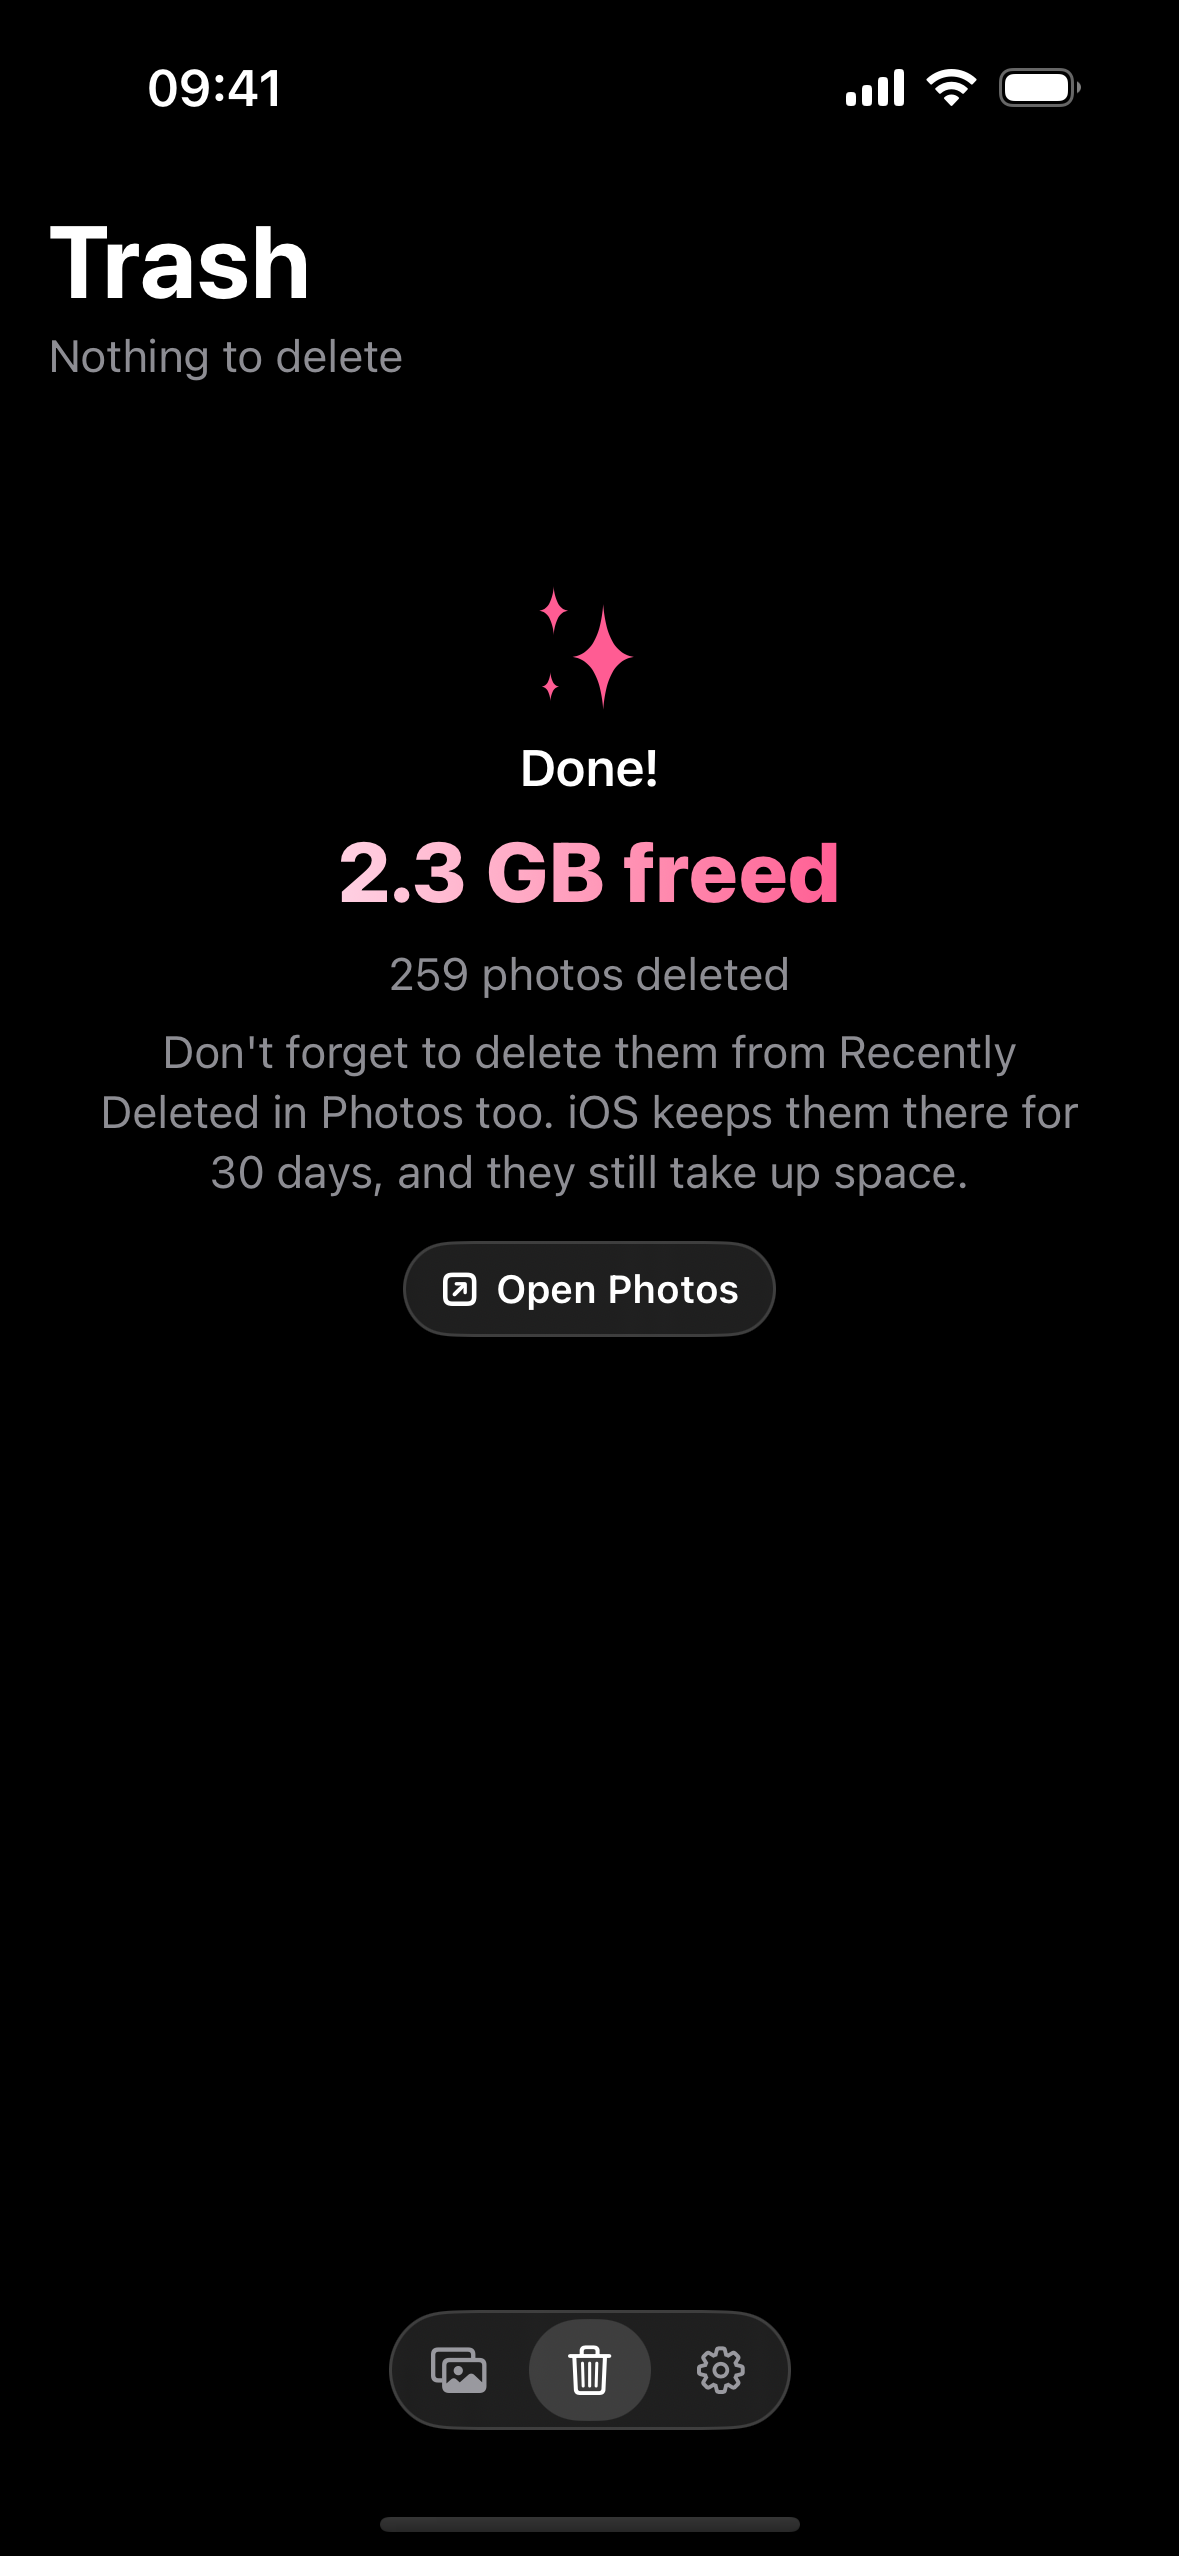 09:41
Trash
Nothing to delete
Done!
2.3 GB freed
259 photos deleted
Don't forget to delete them from Recently
Deleted in Photos too. iOS keeps them there for
30 days, and they still take up space.
Open Photos